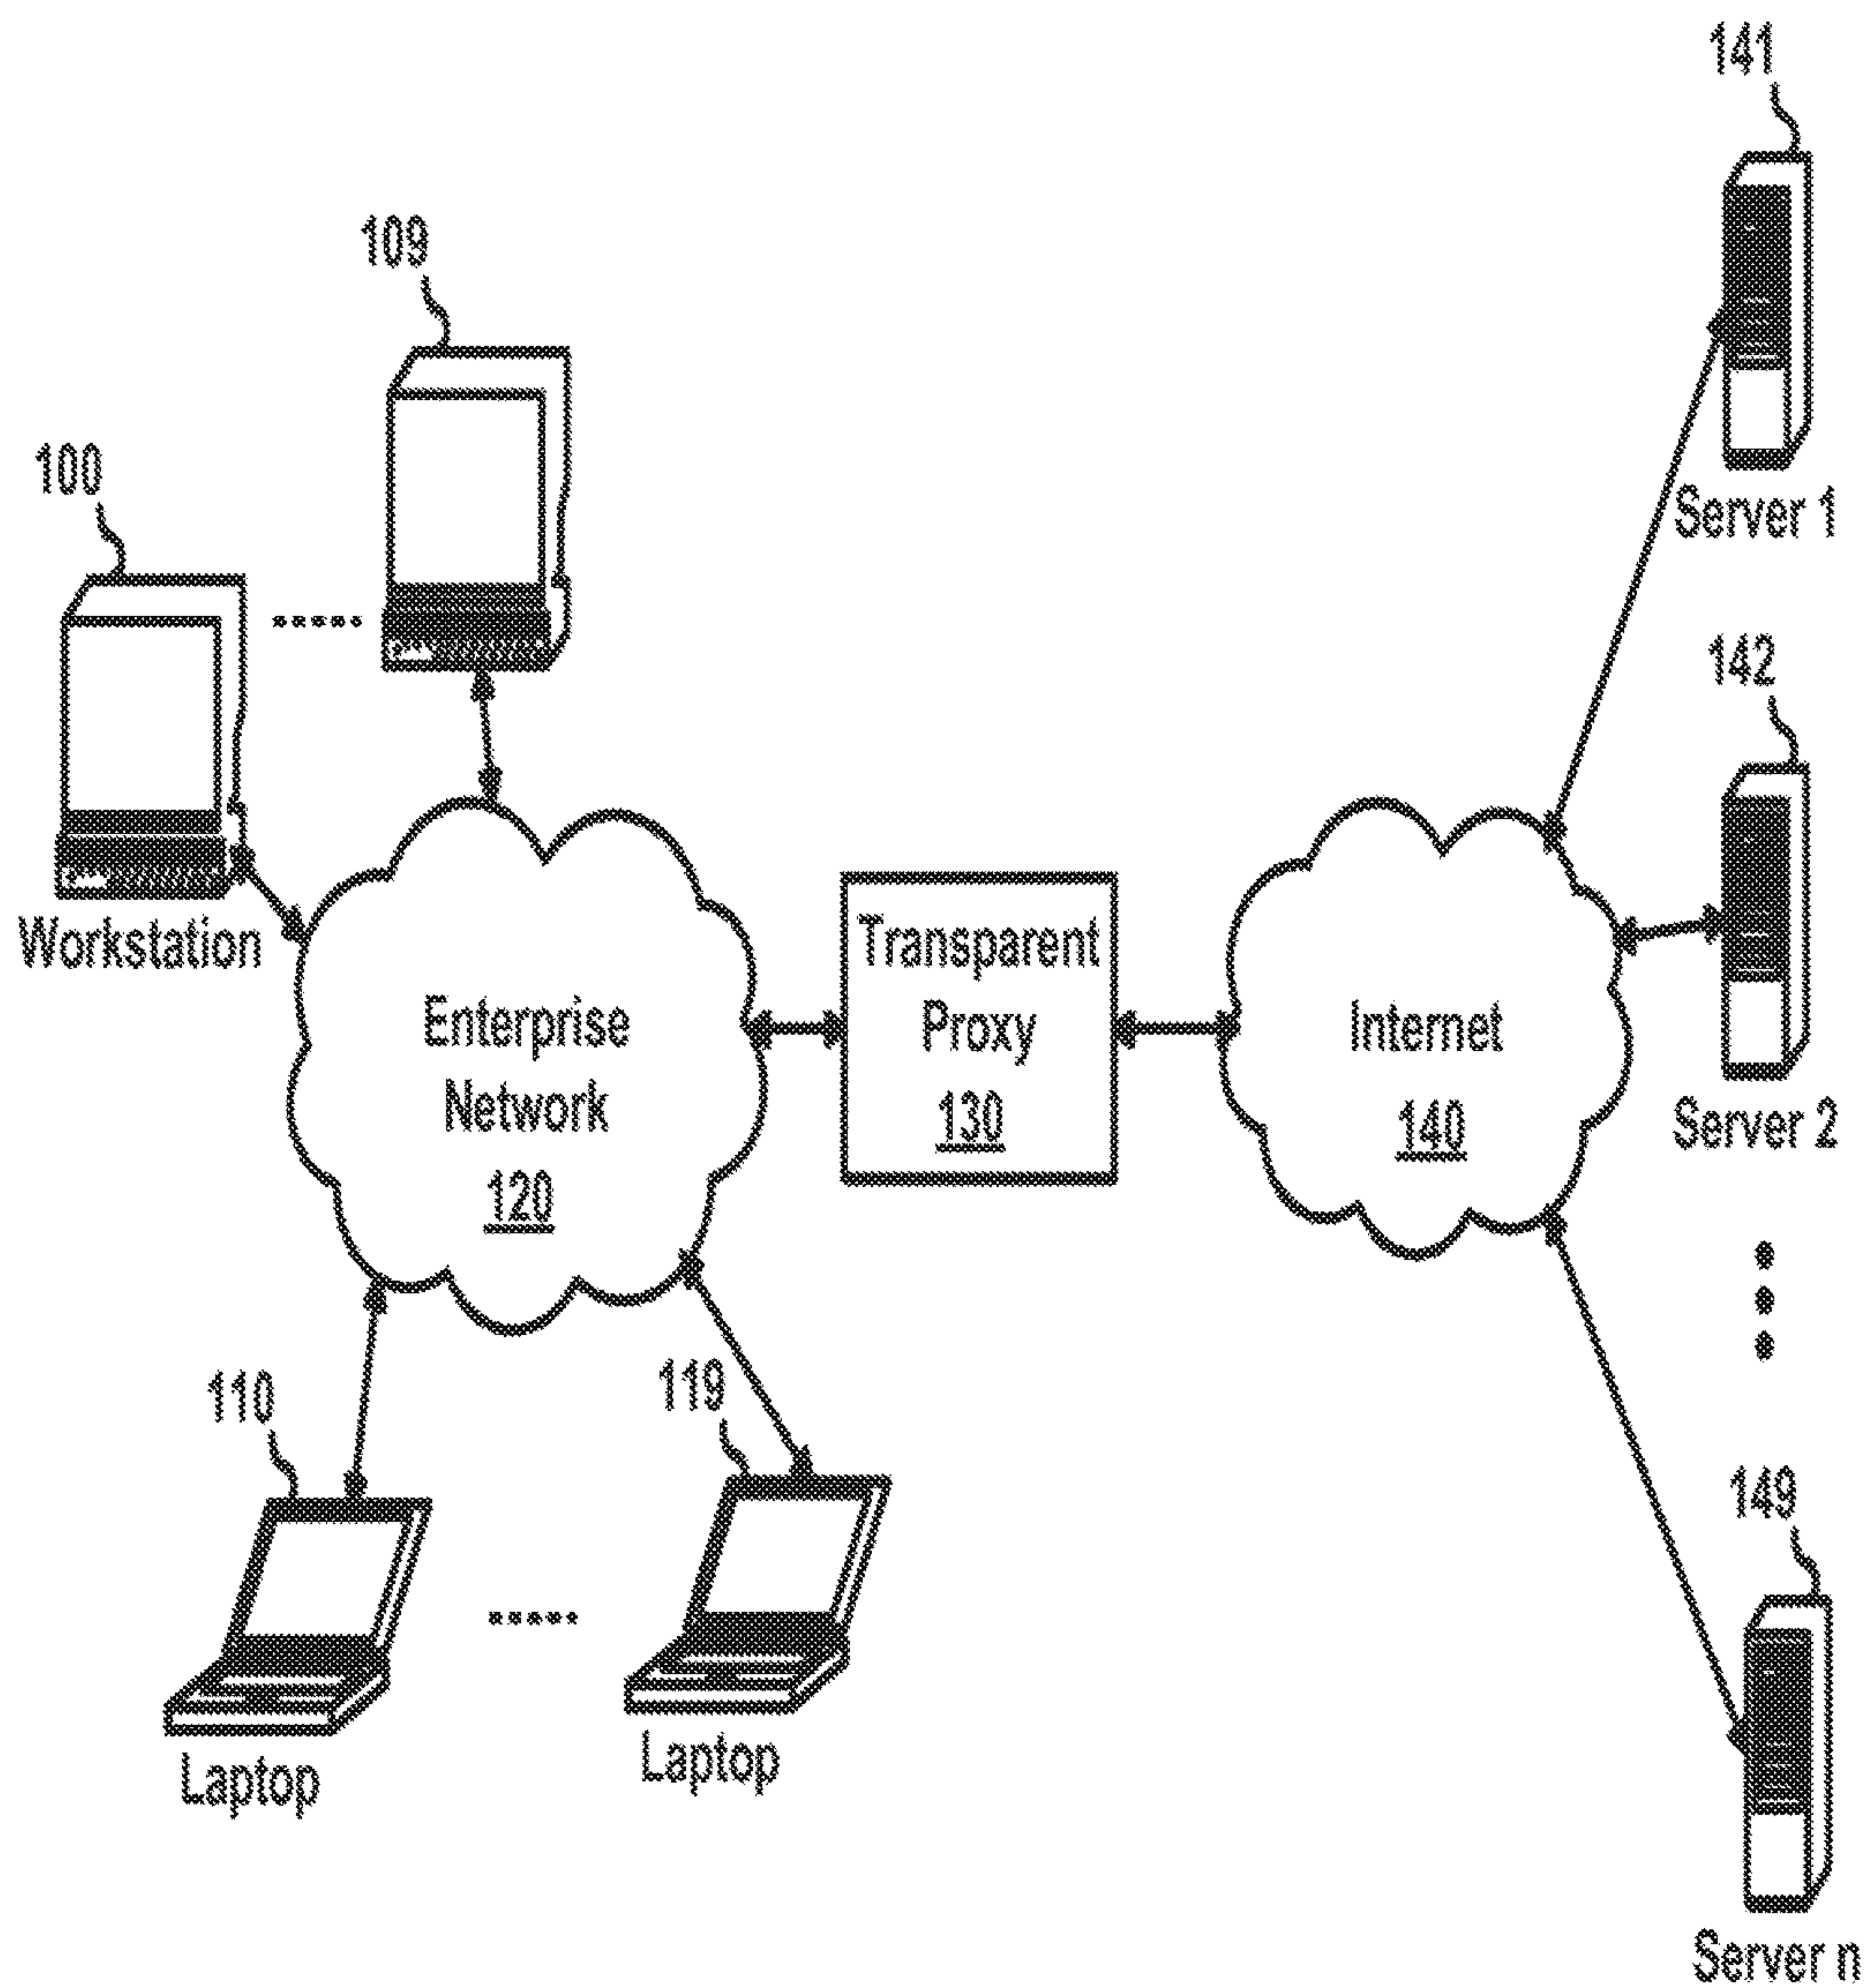 141
109
100
Server 1
142
Workstation
Transparent
Proxy
130
Enterprise
Network
120
Internet
140
Server 2
110
119
149
Laptop
Laptop
Server n